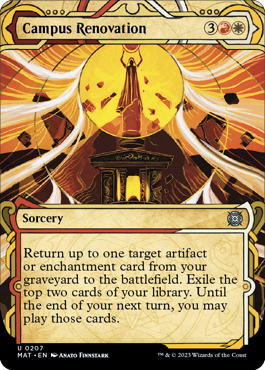 Campus Renovation 3
Sorcery
Return up to one target artifact
or enchantment card from your
graveyard to the battlefield. Exile the
top two cards of your library. Until
the end of your next turn, you may
play those cards.
U 0207
MAT • EN ANATO FINNSTARK
™ & © 2023 Wizards of the Coast